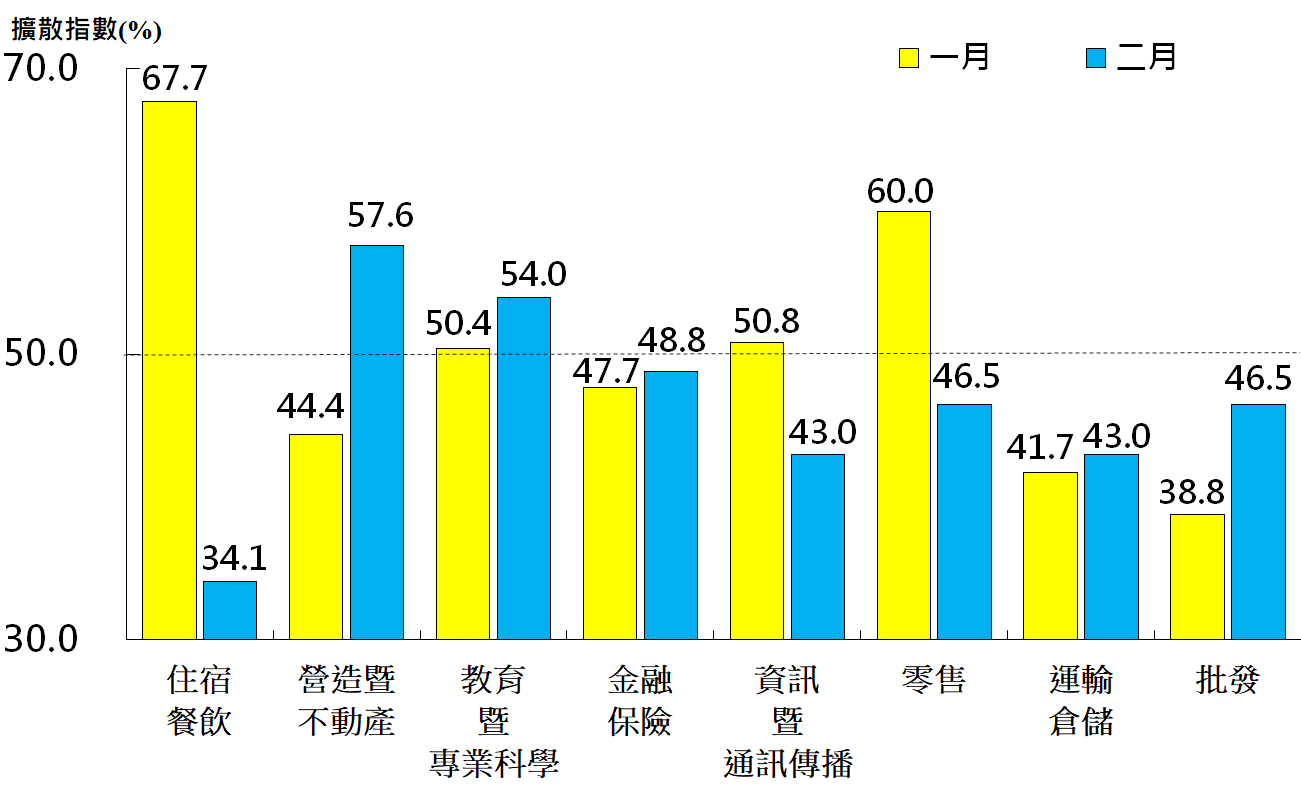 擴散指數(%)
一月
二月
70.0
50.0
30.0
67.7
34.1
44.4
57.6
50.4
54.0
47.7
48.8
50.8
43.0
60.0
46.5
41.7
43.0
38.8
46.5
住宿
餐飲
營造暨
不動產
教育
暨
專業科學
金融
保險
資訊
暨
通訊傳播
零售
運輸
倉儲
批發